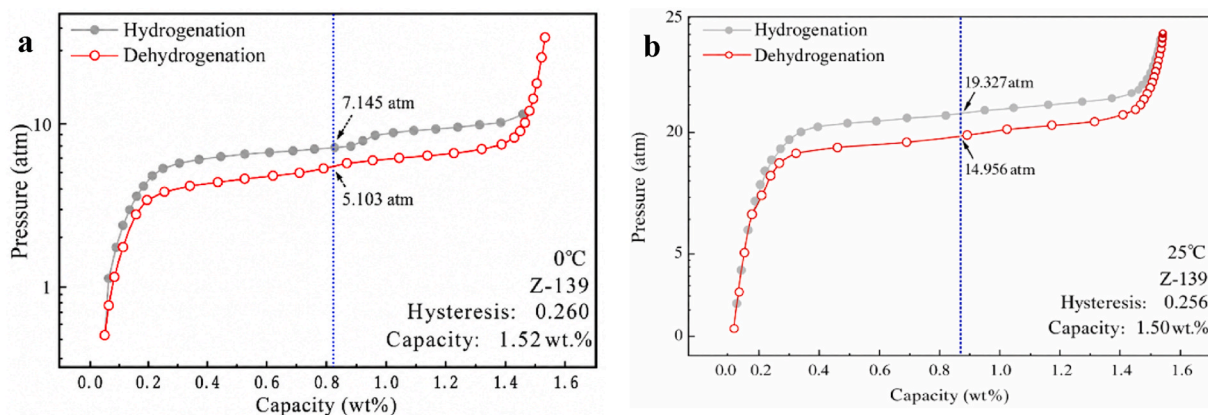 a
Hydrogenation
Dehydrogenation
7.145 atm
5.103 atm
0℃
Z-139
Hysteresis: 0.260
Capacity: 1.52 wt.%
10
1
Pressure (atm)
0.0 0.2 0.4 0.6 0.8 1.0 1.2 1.4 1.6
Capacity (wt%)
b
Hydrogenation
Dehydrogenation
19.327 atm
14.956 atm
25℃
Z-139
Hysteresis: 0.256
Capacity: 1.50 wt.%
25
20
5
0
Pressure (atm)
0.0 0.2 0.4 0.6 0.8 1.0 1.2 1.4 1.6
Capacity (wt%)